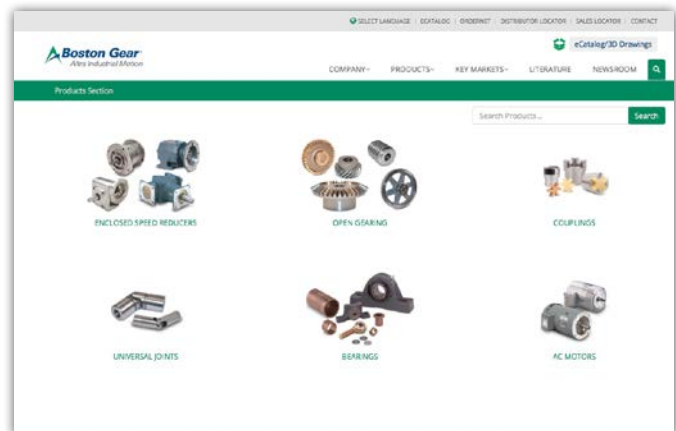 SELECT LANGUAGE | ECATALOG | ORDERNET | DISTRIBUTOR LOCATOR | SALES LOCATOR | CONTACT
Boston Gear
Altra Industrial Motion
eCatalog/3D Drawings
COMPANY PRODUCTS KEY MARKETS LITERATURE NEWSROOM
Products Section
Search Products... Search
ENCLOSED SPEED REDUCERS OPEN GEARING COUPLINGS
UNIVERSAL JOINTS BEARINGS AC MOTORS